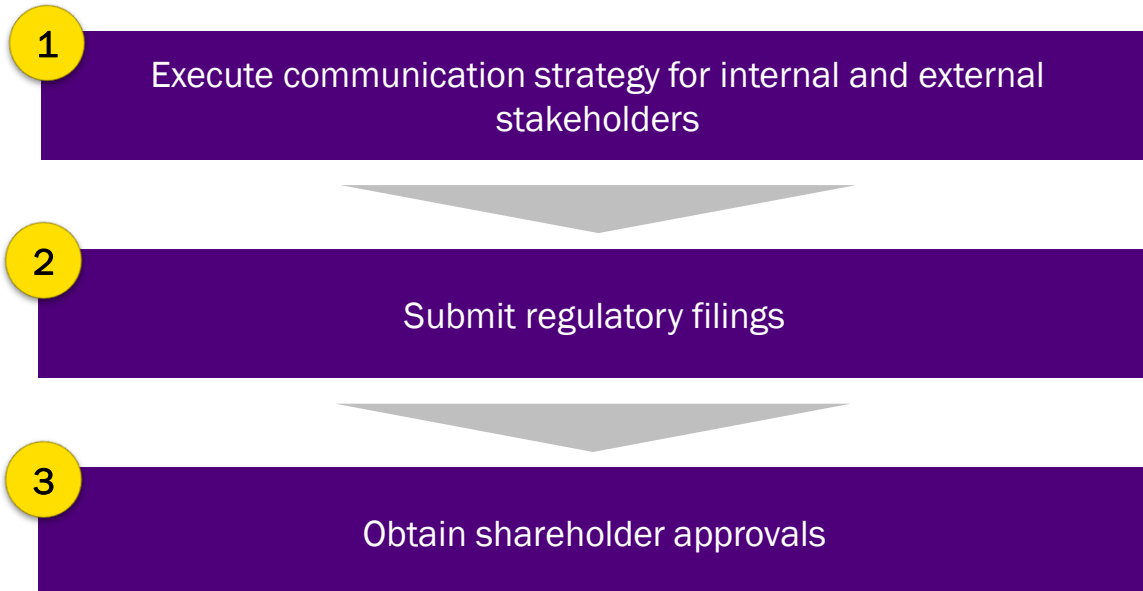 1
Execute communication strategy for internal and external
stakeholders
2
Submit regulatory filings
3
Obtain shareholder approvals